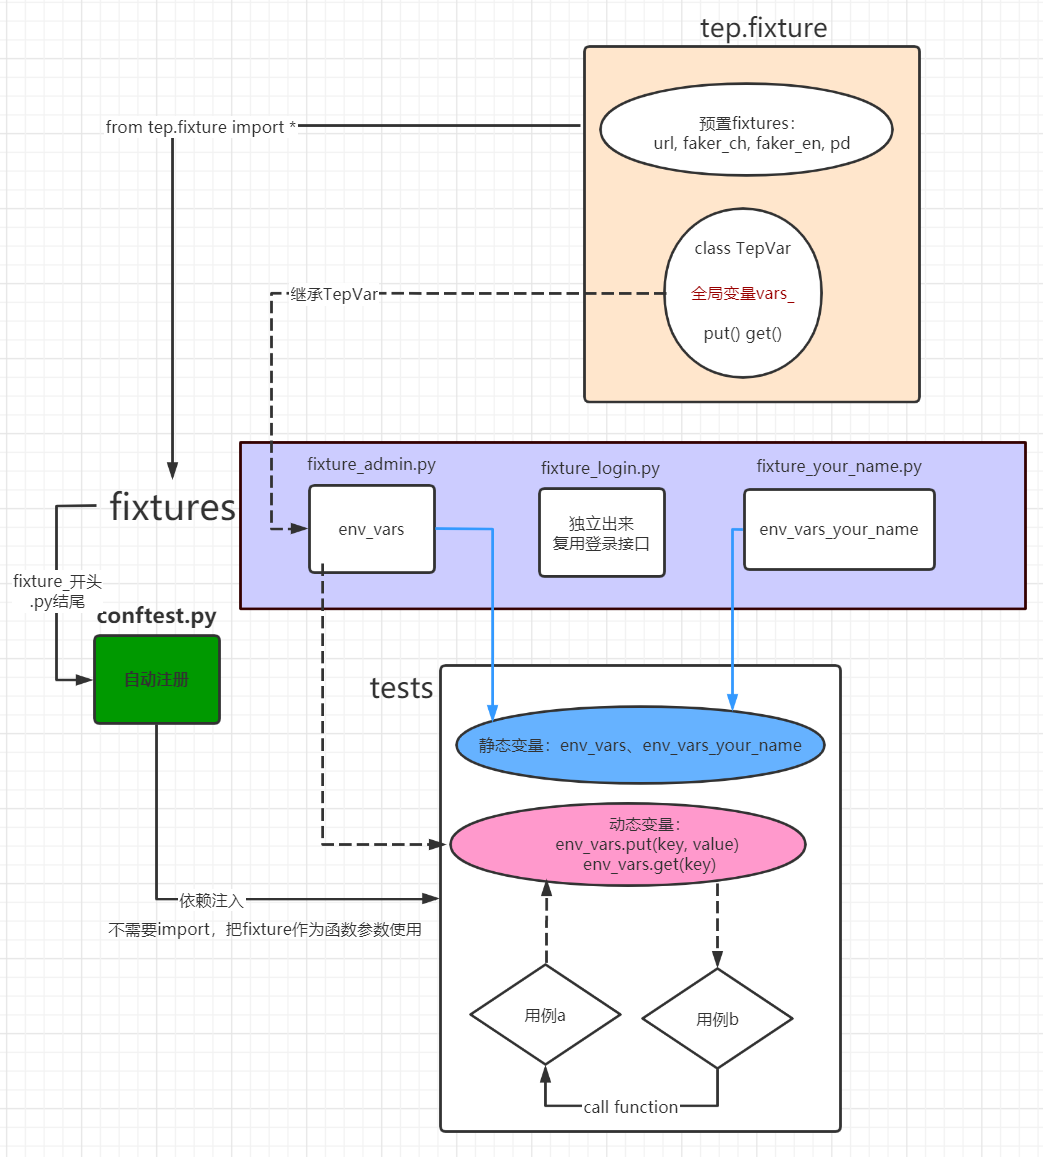 tep.fixture
from tep.fixture import *
预置fixtures：
url, faker_ch, faker_en, pd
class TepVar
全局变量vars_
put() get()
继承TepVar
fixture_admin.py
fixture_login.py
fixture_your_name.py
fixtures
env_vars
独立出来
复用登录接口
env_vars_your_name
fixture_开头
.py结尾
conftest.py
自动注册
tests
静态变量：env_vars、env_vars_your_name
动态变量：
env_vars.put(key, value)
env_vars.get(key)
依赖注入
不需要import，把fixture作为函数参数使用
用例a
用例b
call function